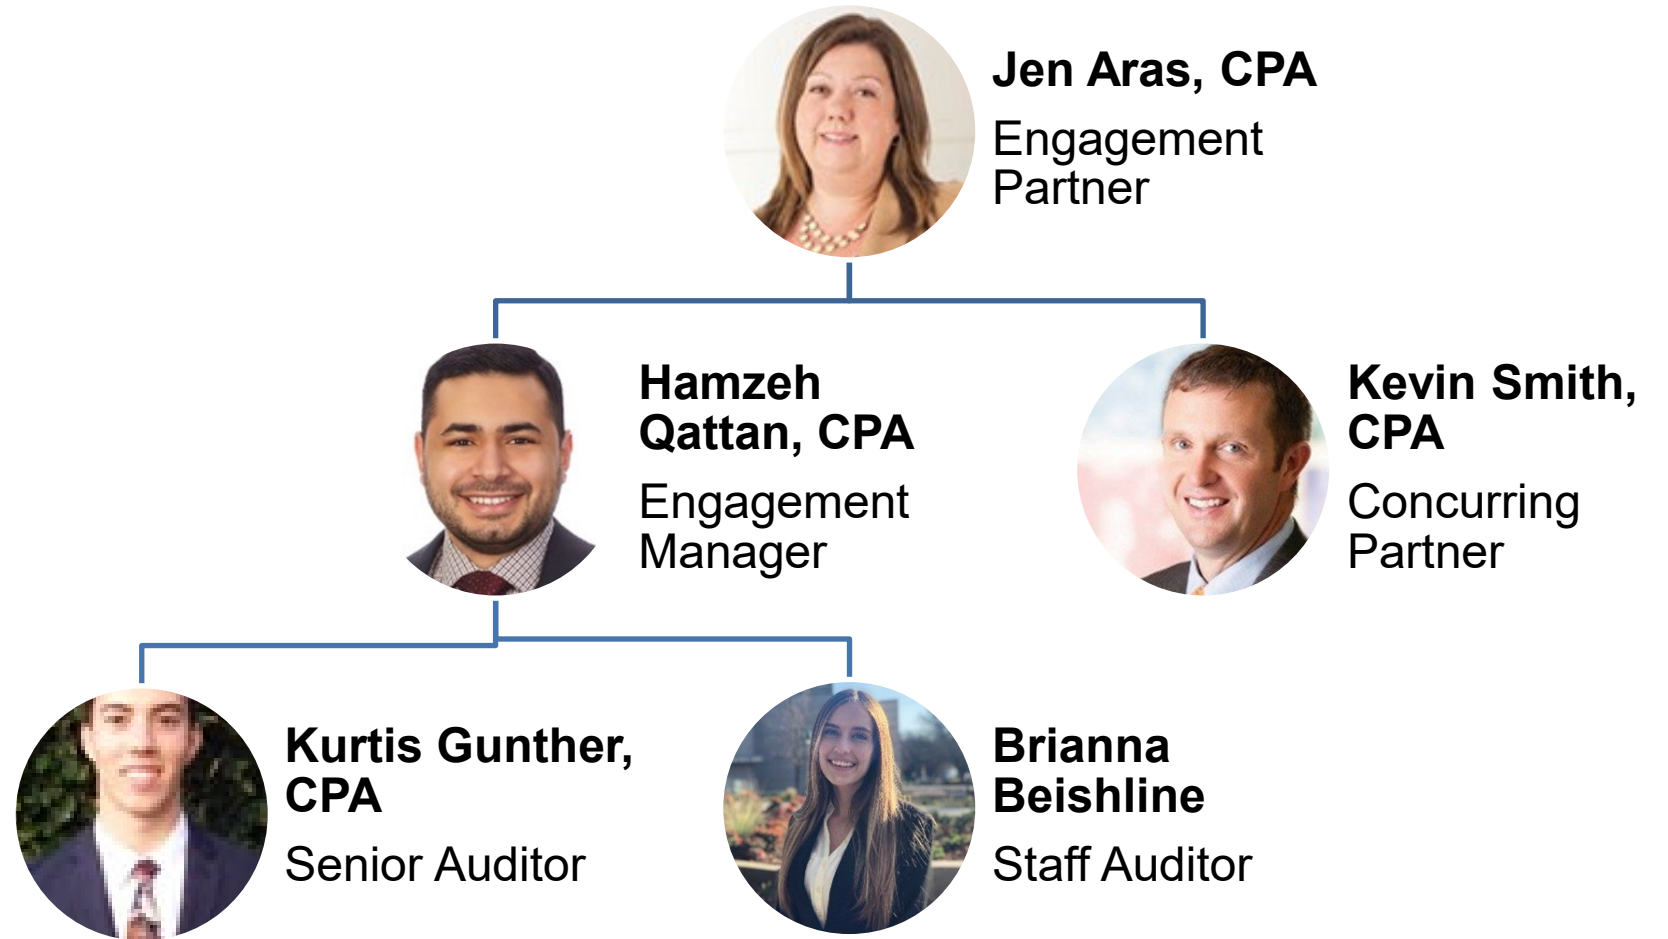 Jen Aras, CPA
Engagement
Partner
Hamzeh
Qattan, CPA
Engagement
Manager
Kevin Smith,
CPA
Concurring
Partner
Kurtis Gunther,
CPA
Senior Auditor
Brianna
Beishline
Staff Auditor